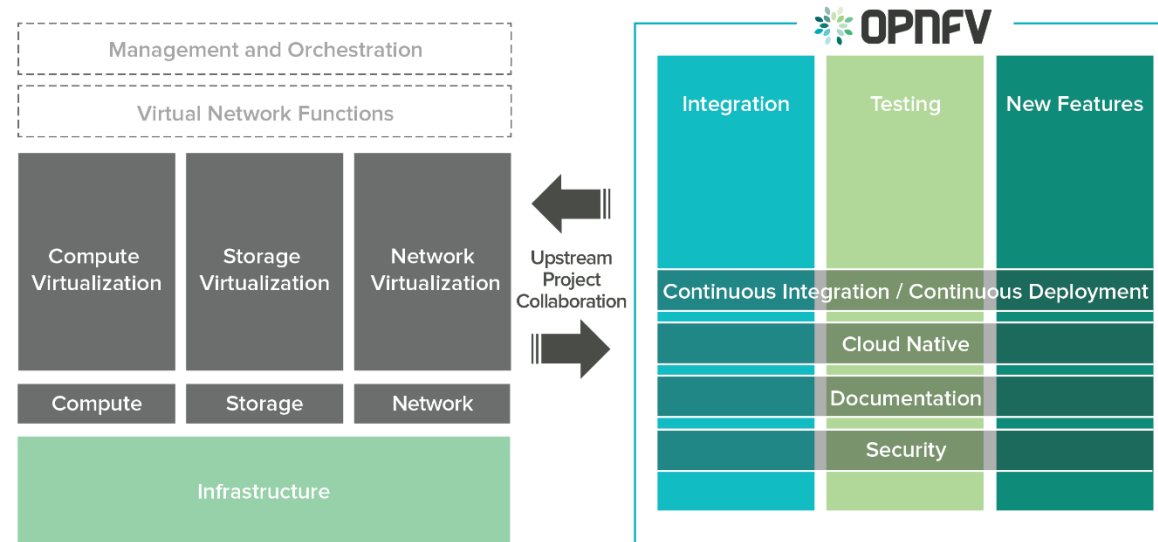 Management and Orchestration
Virtual Network Functions
Compute
Virtualization
Storage
Virtualization
Network
Virtualization
Compute
Storage
Network
Infrastructure
Upstream
Project
Collaboration
OPNFV
Integration
Testing
New Features
Continuous Integration / Continuous Deployment
Cloud Native
Documentation
Security